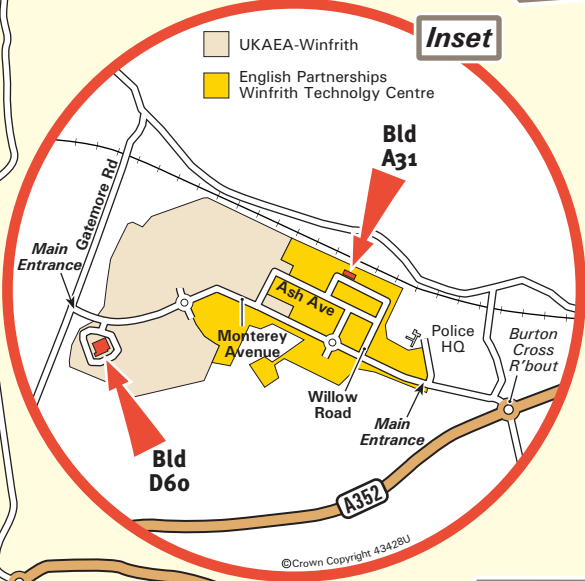 Inset
UKAEA-Winfrith
English Partnerships
Winfrith Technolgy Centre
Bld
A31
Gatemore Rd
Main
Entrance
Ash Ave
Monterey
Avenue
Police
HQ
Burton
Cross
R'bout
Willow
Road
Main
Entrance
Bld
D60
A352
©Crown Copyright 43428U